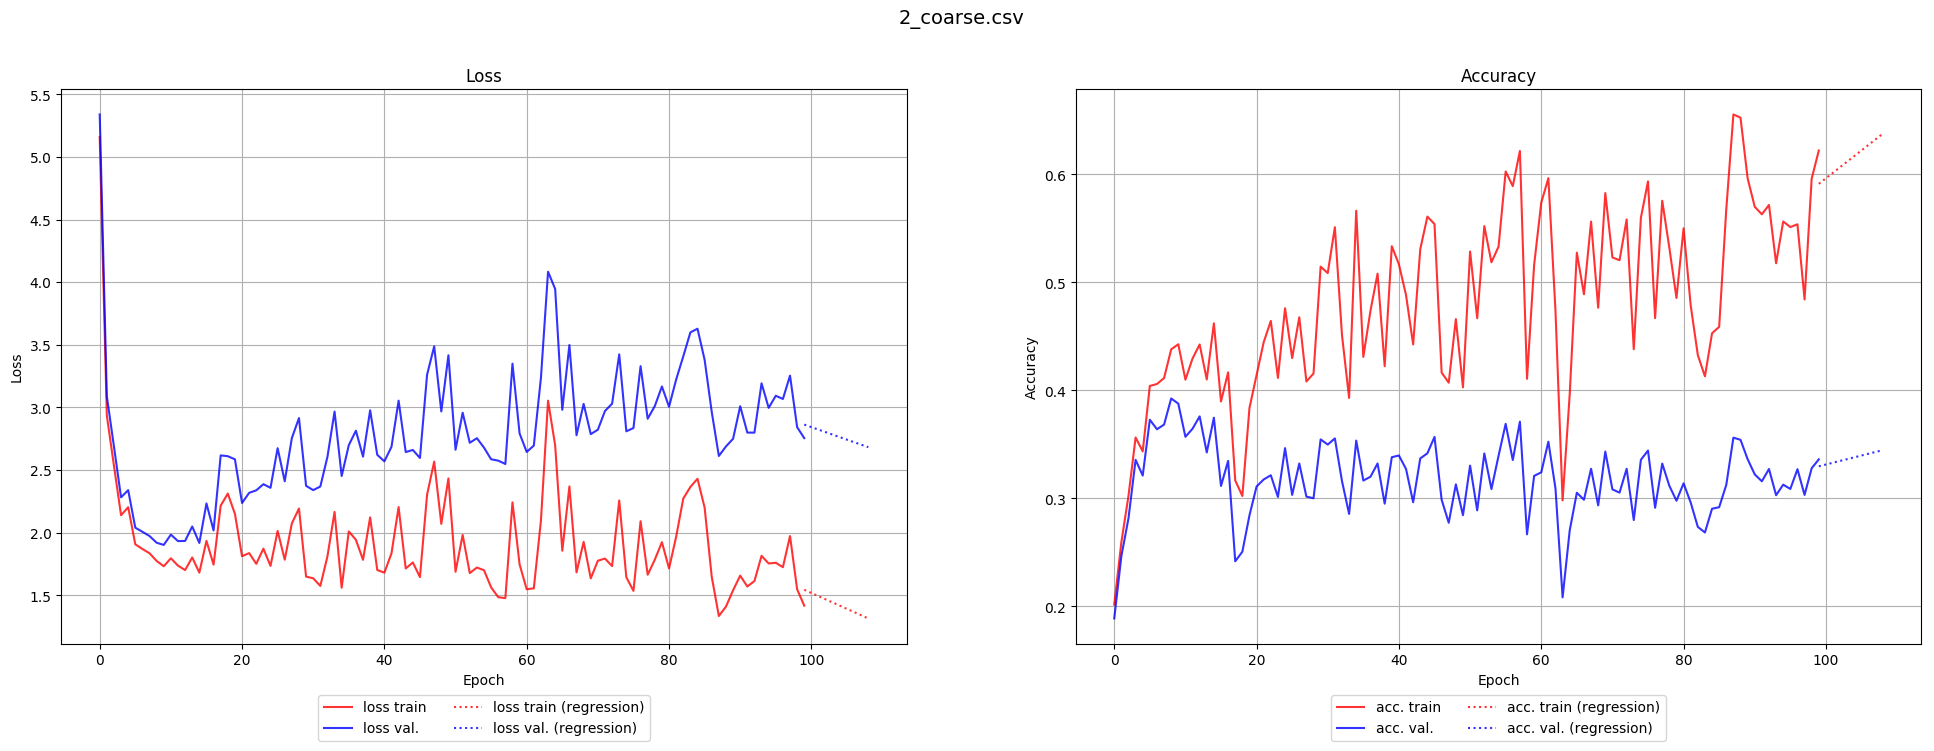 2_coarse.csv
Loss
5.5
5.0
4.5
4.0
3.5
3.0
2.5
2.0
1.5
Loss
0 20 40 60 80 100
Epoch
loss train
loss val.
loss train (regression)
loss val. (regression)
Accuracy
0.6
0.5
0.4
0.3
0.2
Accuracy
0 20 40 60 80 100
Epoch
acc. train
acc. val.
acc. train (regression)
acc. val. (regression)